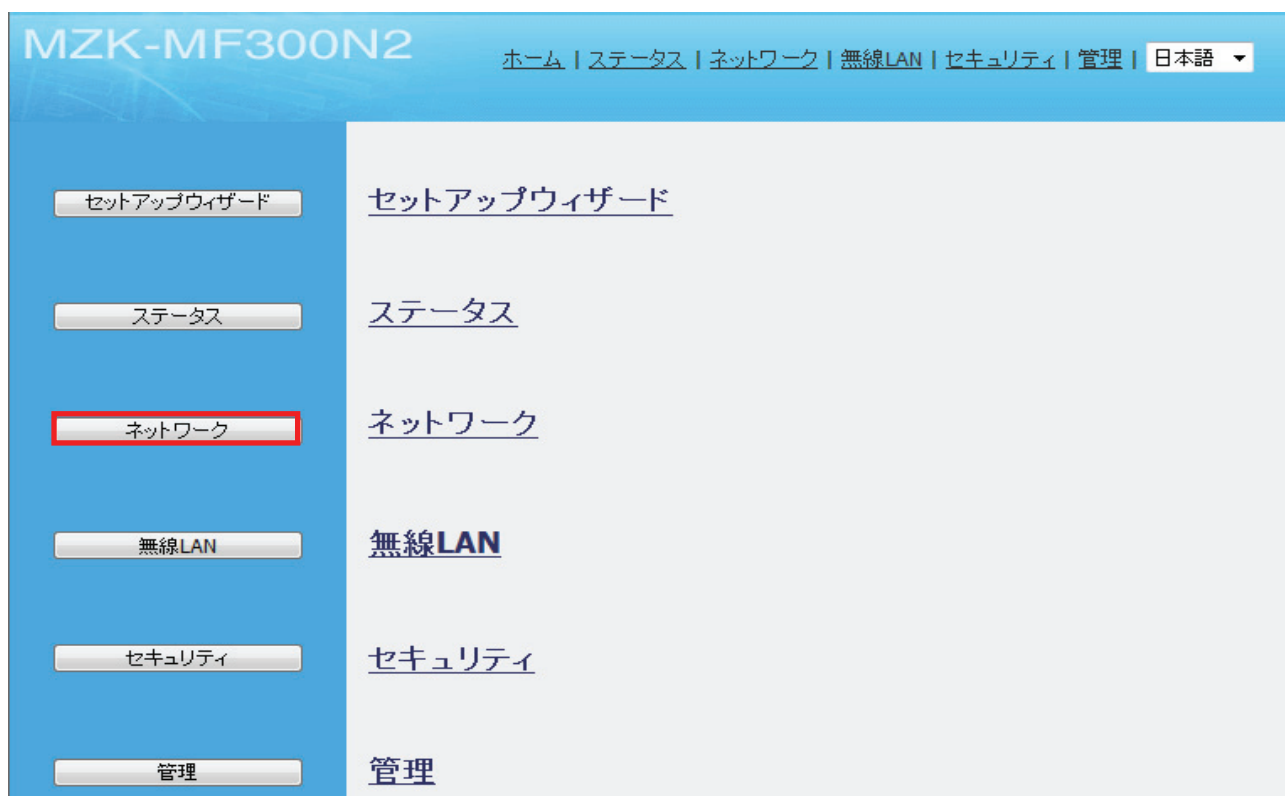 MZK-MF300N2
ホーム | ステータス | ネットワーク | 無線LAN | セキュリティ | 管理 | 日本語
セットアップウィザード セットアップウィザード
ステータス ステータス
ネットワーク ネットワーク
無線LAN 無線LAN
セキュリティ セキュリティ
管理 管理